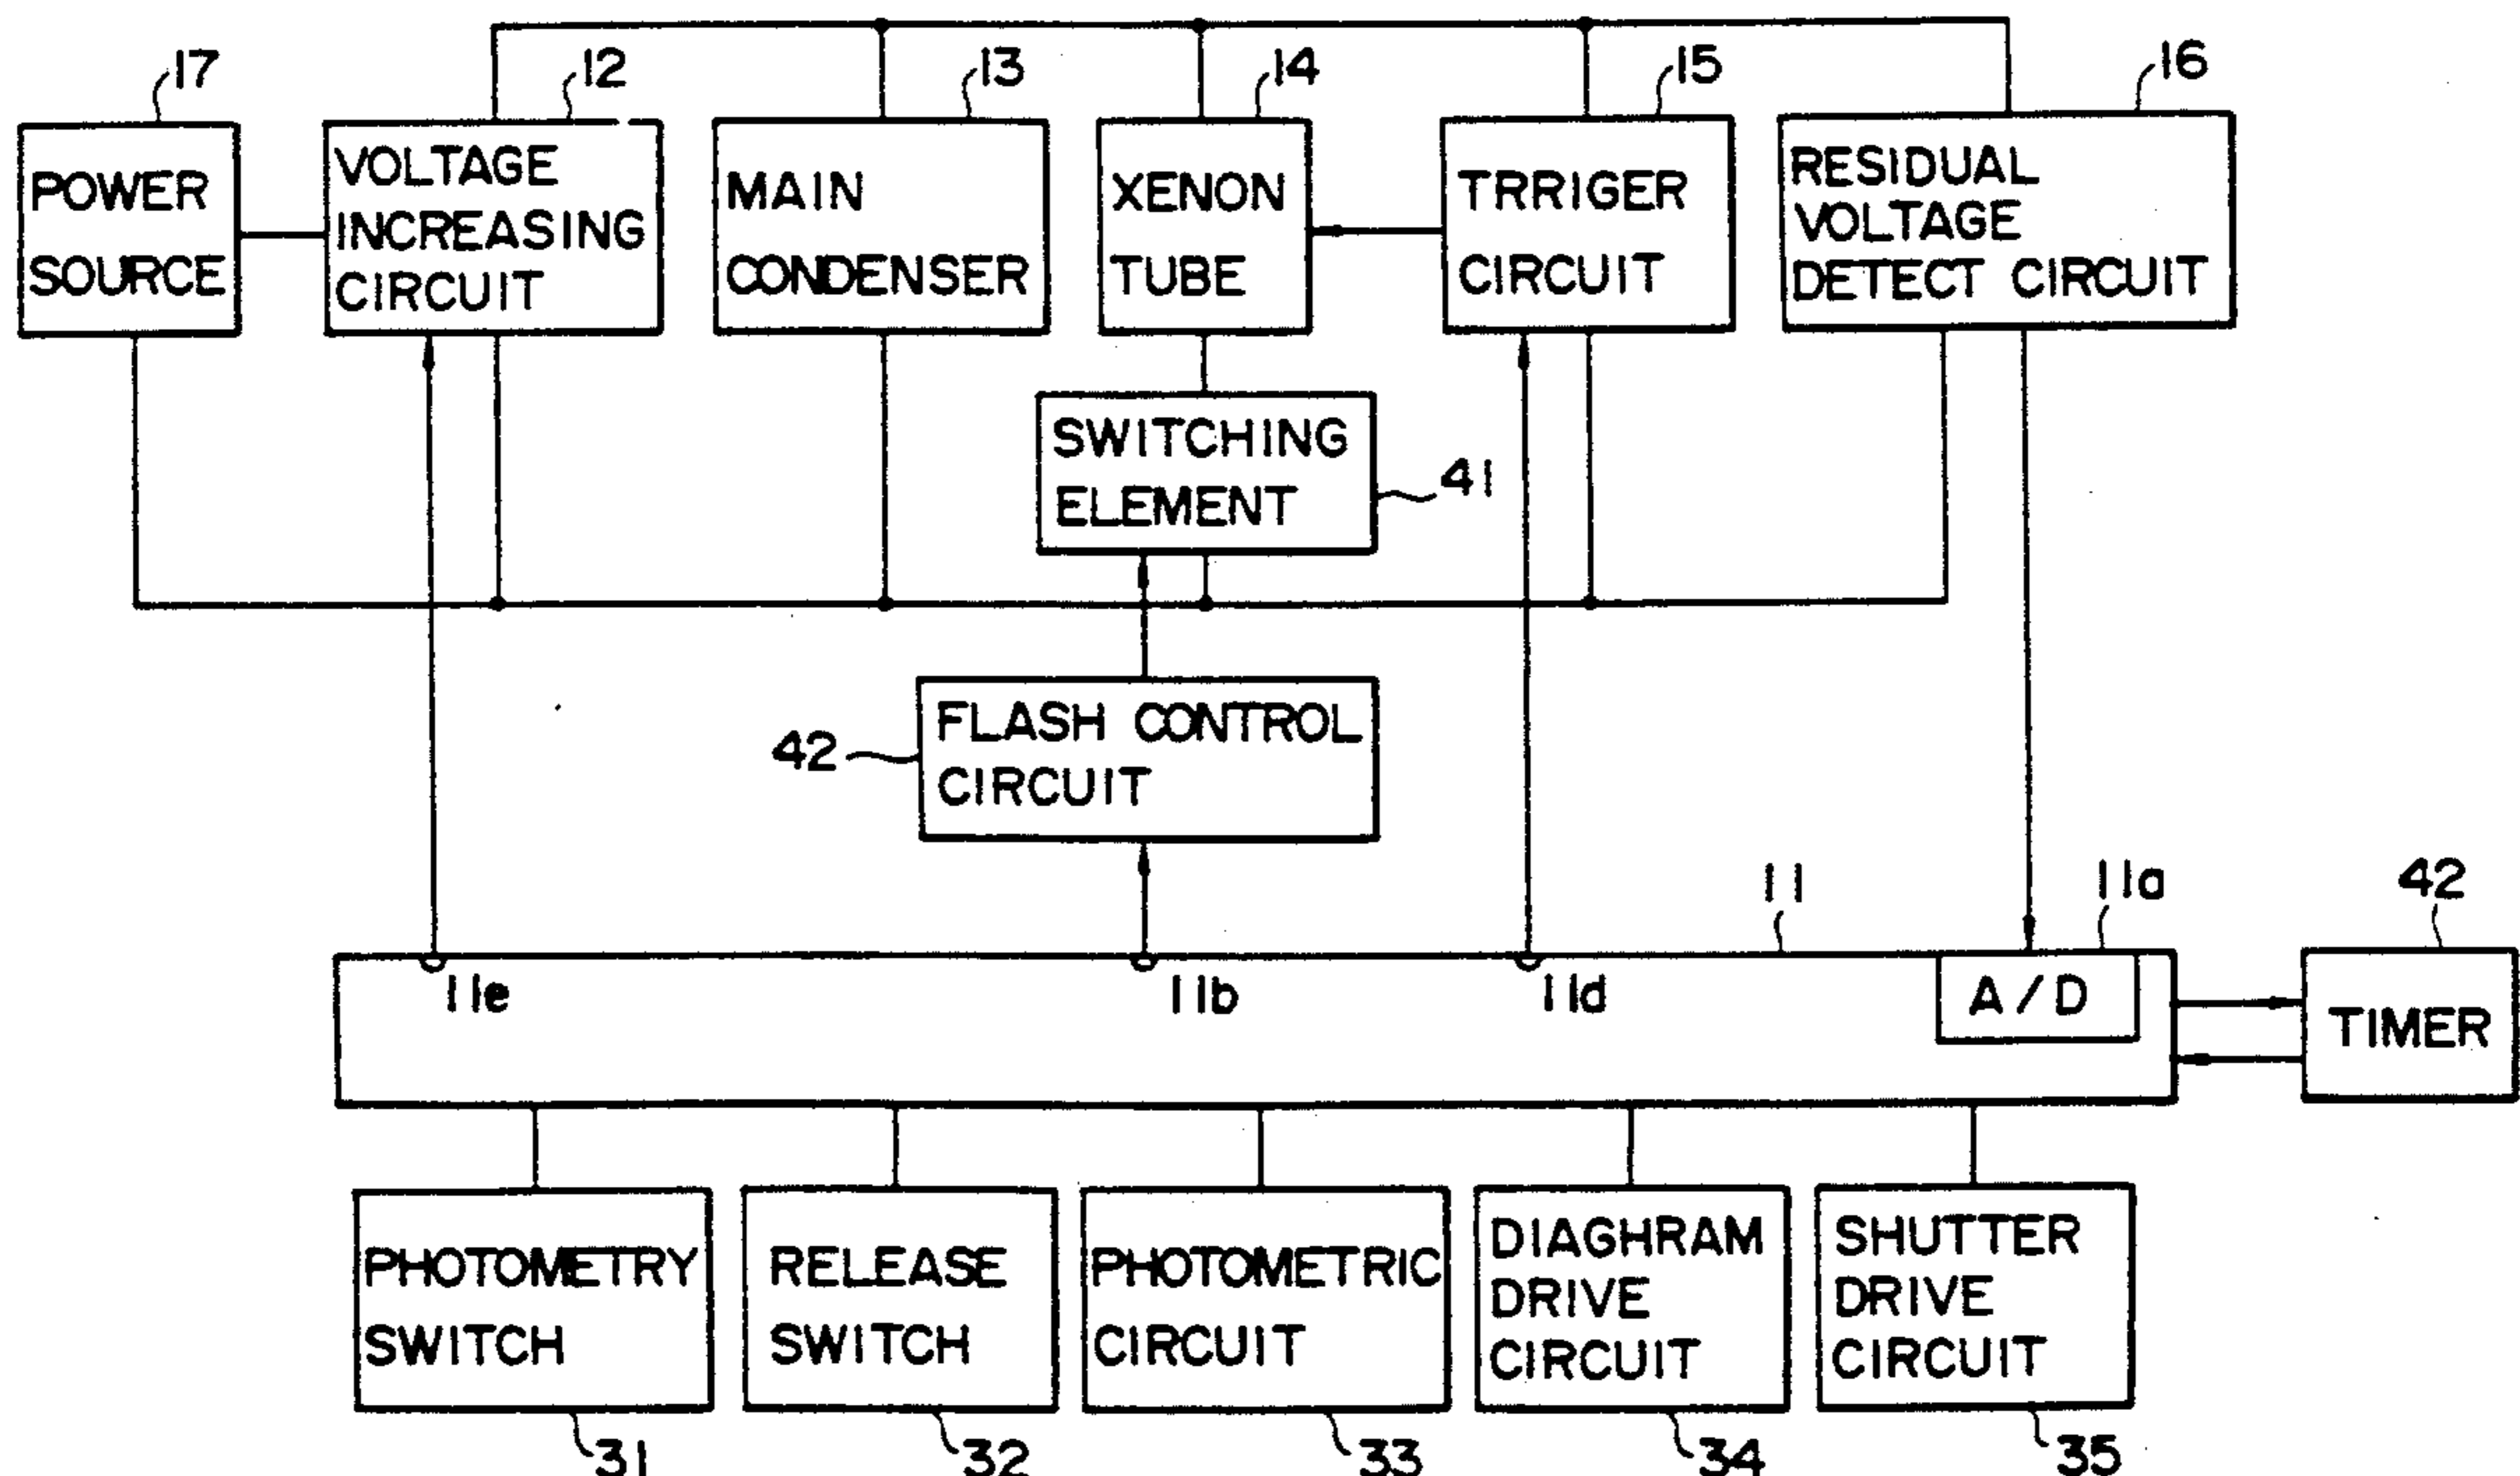 17
12
13
14
15
16
POWER
SOURCE
VOLTAGE
INCREASING
CIRCUIT
MAIN
CONDENSER
XENON
TUBE
TRRIGER
CIRCUIT
RESIDUAL
VOLTAGE
DETECT CIRCUIT
SWITCHING
ELEMENT
41
FLASH CONTROL
CIRCUIT
42
11
11a
42
11e
11b
11d
A/D
TIMER
PHOTOMETRY
SWITCH
RELEASE
SWITCH
PHOTOMETRIC
CIRCUIT
DIAGHRAM
DRIVE
CIRCUIT
SHUTTER
DRIVE
CIRCUIT
31
32
33
34
35